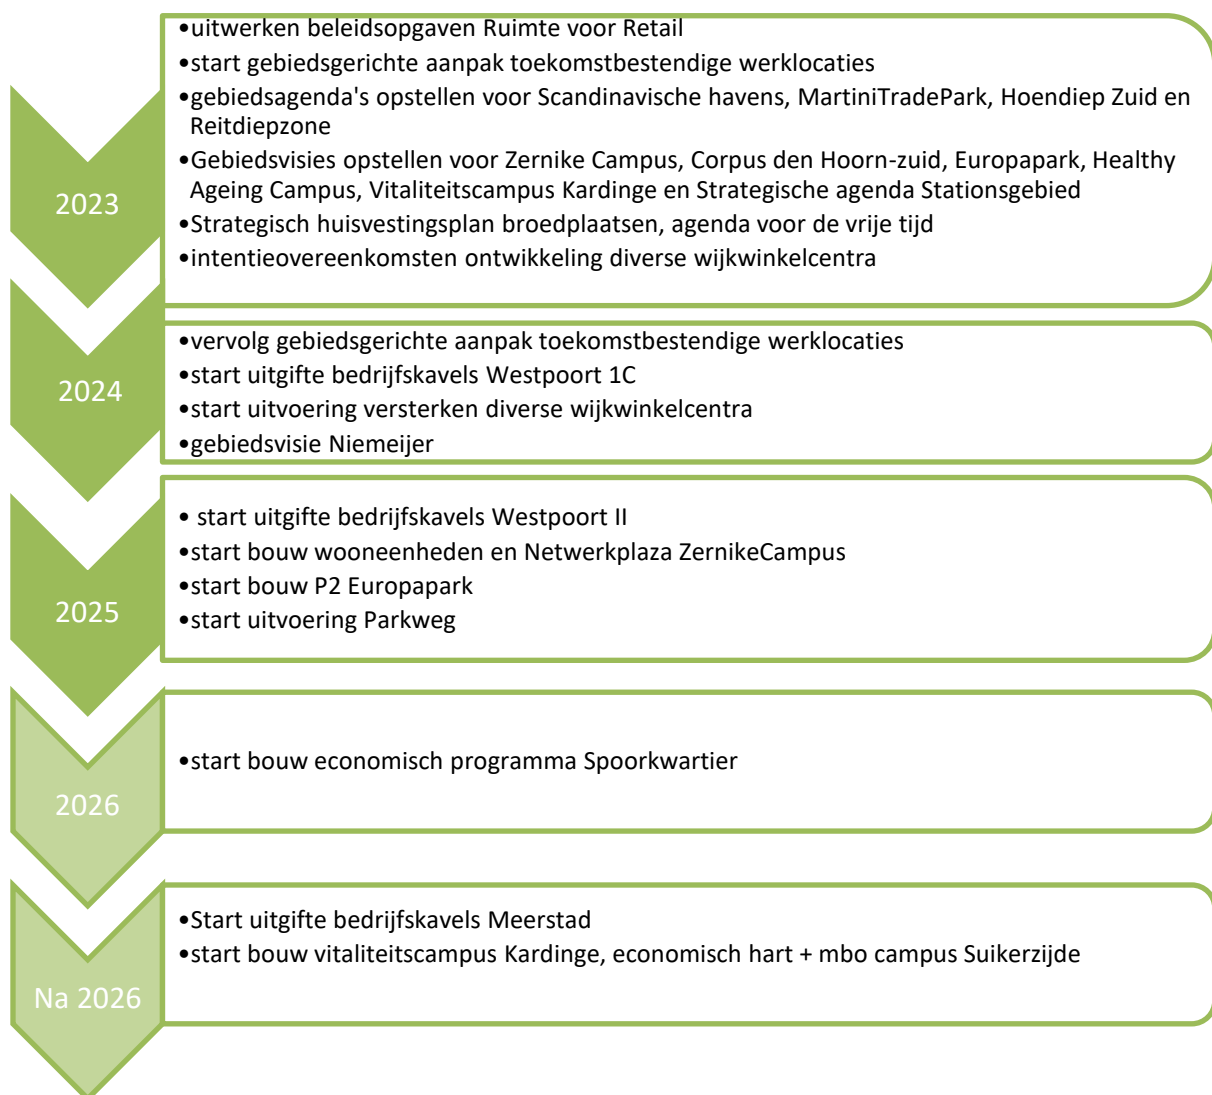 2023
•uitwerken beleidsopgaven Ruimte voor Retail
•start gebiedsgerichte aanpak toekomstbestendige werklocaties
•gebiedsagenda's opstellen voor Scandinavische havens, MartiniTradePark, Hoendiep Zuid en
Reitdiepzone
•Gebiedsvisies opstellen voor Zernike Campus, Corpus den Hoorn-zuid, Europapark, Healthy
Ageing Campus, Vitaliteitscampus Kardinge en Strategische agenda Stationsgebied
•Strategisch huisvestingsplan broedplaatsen, agenda voor de vrije tijd
•intentieovereenkomsten ontwikkeling diverse wijkwinkelcentra
2024
•vervolg gebiedsgerichte aanpak toekomstbestendige werklocaties
•start uitgifte bedrijfskavels Westpoort 1C
•start uitvoering versterken diverse wijkwinkelcentra
•gebiedsvisie Niemeijer
2025
• start uitgifte bedrijfskavels Westpoort II
•start bouw wooneenheden en Netwerkplaza ZernikeCampus
•start bouw P2 Europapark
•start uitvoering Parkweg
2026
•start bouw economisch programma Spoorkwartier
Na 2026
•Start uitgifte bedrijfskavels Meerstad
•start bouw vitaliteitscampus Kardinge, economisch hart + mbo campus Suikerzijde